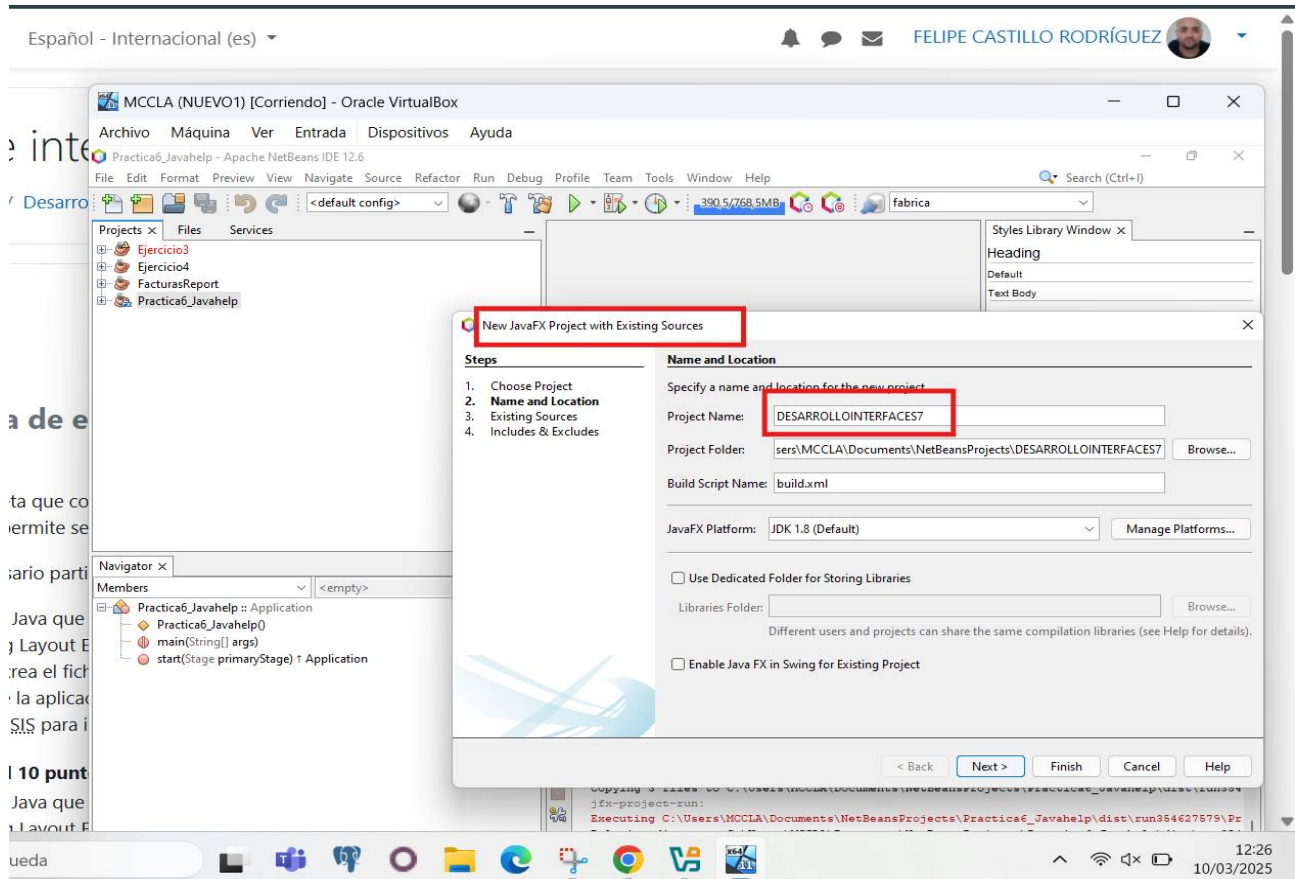 Español - Internacional (es)
FELIPE CASTILLO RODRÍGUEZ
MCCLA (NUEVO1) [Corriendo] - Oracle VirtualBox
Archivo Máquina Ver Entrada Dispositivos Ayuda
Practica6_Javahelp - Apache NetBeans IDE 12.6
File Edit Format Preview View Navigate Source Refactor Run Debug Profile Team Tools Window Help
Search (Ctrl+I)
<default config>
390,5/768,5MB
fabrica
Projects Files Services
Ejercicio3
Ejercicio4
FacturasReport
Practica6_Javahelp
Styles Library Window
Heading
Default
Text Body
New JavaFX Project with Existing Sources
Steps
1. Choose Project
2. Name and Location
3. Existing Sources
4. Includes & Excludes
Name and Location
Specify a name and location for the new project
Project Name: DESARROLLOINTERFACES7
Project Folder: sers\MCCLA\Documents\NetBeansProjects\DESARROLLOINTERFACES7 Browse...
Build Script Name: build.xml
JavaFX Platform: JDK 1.8 (Default) Manage Platforms...
Use Dedicated Folder for Storing Libraries
Libraries Folder: Browse...
Different users and projects can share the same compilation libraries (see Help for details).
Enable Java FX in Swing for Existing Project
< Back Next > Finish Cancel Help
Navigator
Members <empty>
Practica6_Javahelp :: Application
Practica6_Javahelp()
main(String[] args)
start(Stage primaryStage) ↑ Application
e inte
/ Desarro
a de e
ta que co
permite se
sario parti
Java que
g Layout E
crea el fich
la aplicac
SIS para i
l 10 punt
Java que
g Layout E
jfx-project-run:
Executing C:\Users\MCCLA\Documents\NetBeansProjects\Practica6_Javahelp\dist\run354627579\Pr
ueda
12:26
10/03/2025